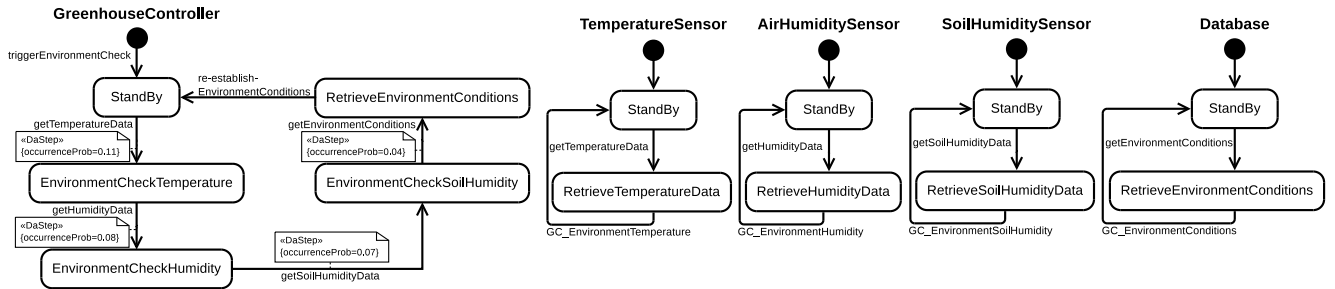 GreenhouseController
triggerEnvironmentCheck
StandBy
re-establish-
EnvironmentConditions
RetrieveEnvironmentConditions
getTemperatureData
«DaStep»
{occurrenceProb=0.11}
getEnvironmentConditions
«DaStep»
{occurrenceProb=0.04}
EnvironmentCheckTemperature
EnvironmentCheckSoilHumidity
getHumidityData
«DaStep»
{occurrenceProb=0.08}
«DaStep»
{occurrenceProb=0.07}
EnvironmentCheckHumidity
getSoilHumidityData
TemperatureSensor
StandBy
getTemperatureData
RetrieveTemperatureData
GC_EnvironmentTemperature
AirHumiditySensor
StandBy
getHumidityData
RetrieveHumidityData
GC_EnvironmentHumidity
SoilHumiditySensor
StandBy
getSoilHumidityData
RetrieveSoilHumidityData
GC_EnvironmentSoilHumidity
Database
StandBy
getEnvironmentConditions
RetrieveEnvironmentConditions
GC_EnvironmentConditions